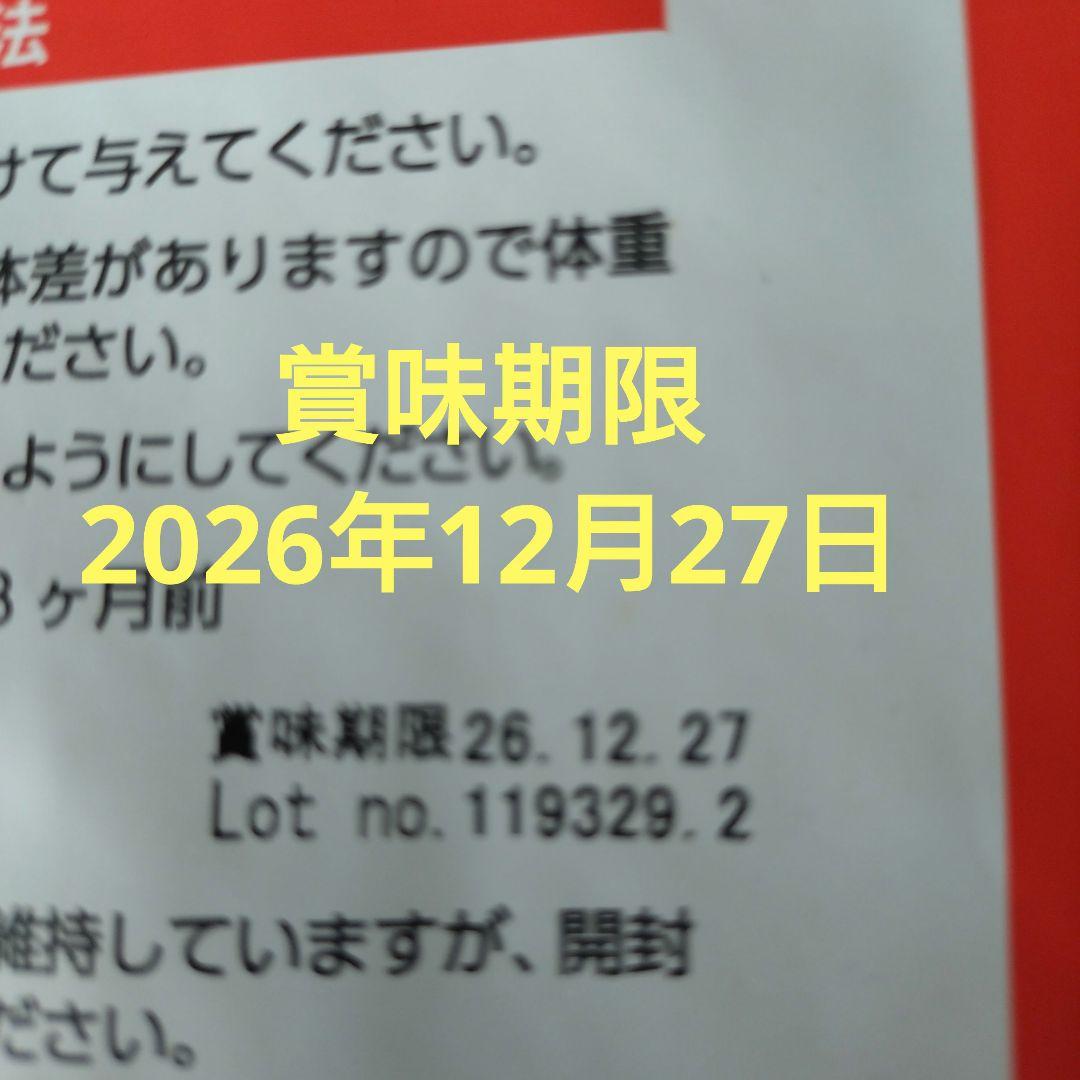 法
けて与えてください。
体差がありますので体重
ださい。
賞味期限
ようにしてください。
2026年12月27日
3ヶ月前
賞味期限26.12.27
Lot no.119329.2
維持していますが、開封
ださい。